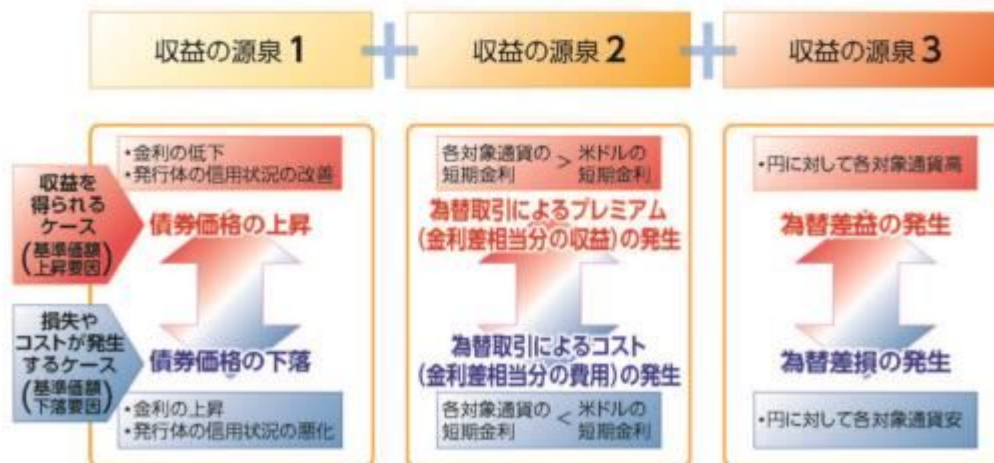 収益の源泉1
+
収益の源泉2
+
収益の源泉3
収益を
得られる
ケース
(基準価額
上昇要因)
・金利の低下
・発行体の信用状況の改善
債券価格の上昇
債券価格の下落
・金利の上昇
・発行体の信用状況の悪化
各対象通貨の
短期金利
>
米ドルの
短期金利
為替取引によるプレミアム
(金利差相当分の収益)の発生
為替取引によるコスト
(金利差相当分の費用)の発生
各対象通貨の
短期金利
<
米ドルの
短期金利
・円に対して各対象通貨高
為替差益の発生
為替差損の発生
・円に対して各対象通貨安
損失や
コストが発生
するケース
(基準価額
下落要因)